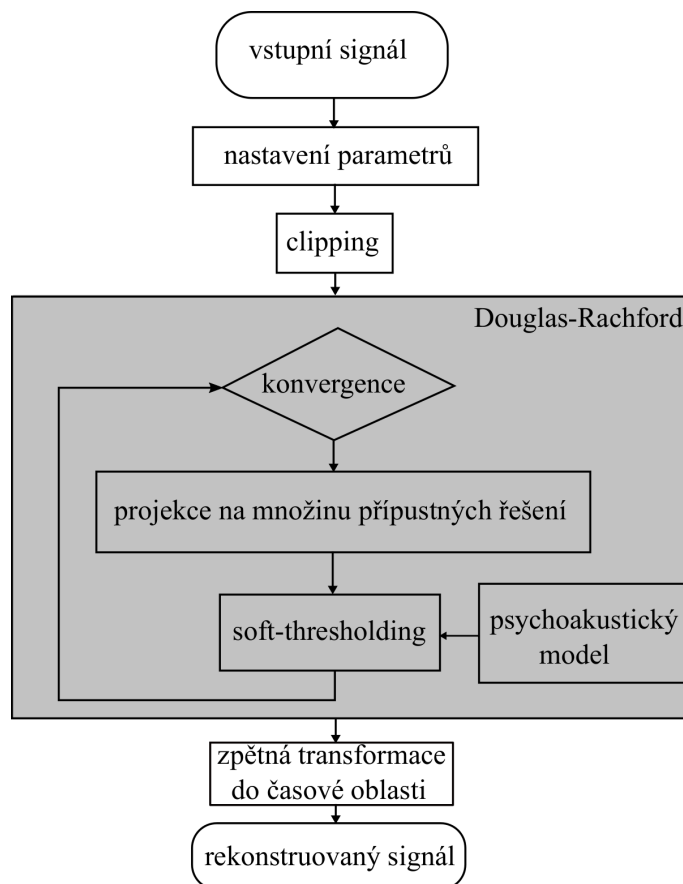 vstupní signál
nastavení parametrů
clipping
Douglas-Rachford
konvergence
projekce na množinu přípustných řešení
soft-thresholding
psychoakustický
model
zpětná transformace
do časové oblasti
rekonstruovaný signál